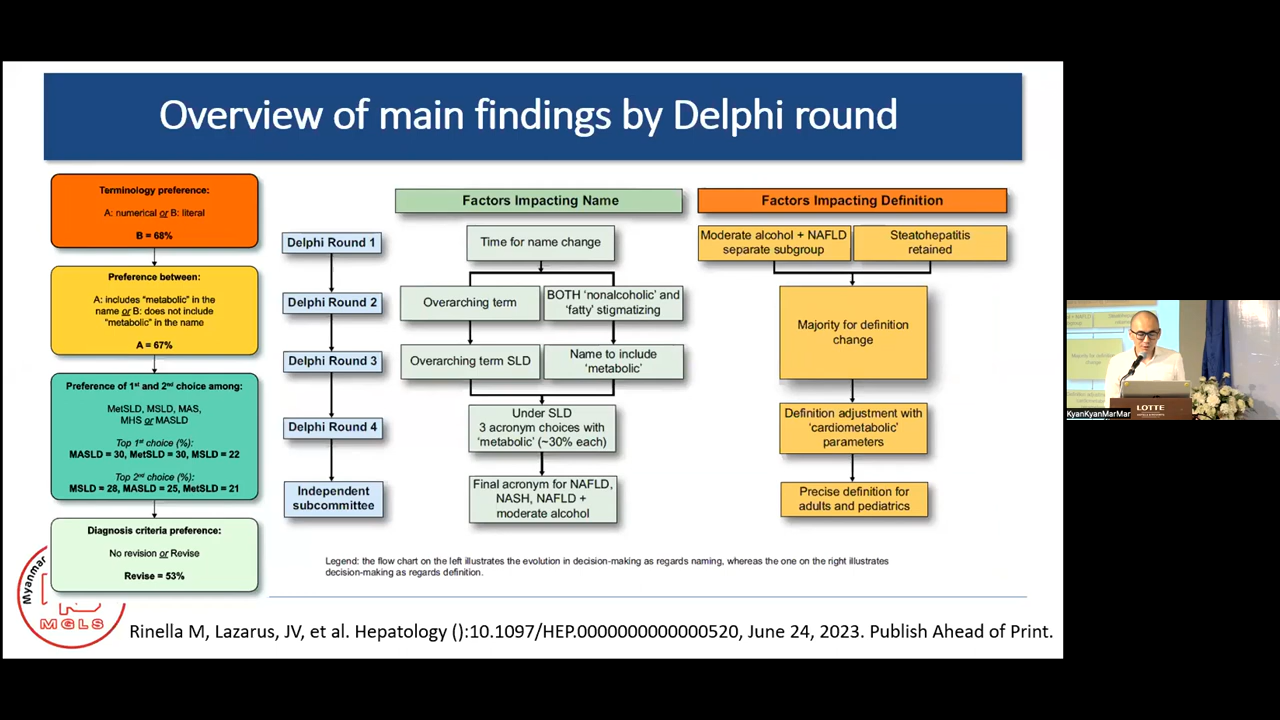 Overview of main findings by Delphi round
Terminology preference:
A: numerical or B: literal
B = 68%
Preference between:
A: includes "metabolic" in the
name or B: does not include
"metabolic" in the name
A = 67%
Preference of 1st and 2nd choice among:
MetSLD, MSLD, MAS,
MHS or MASLD
Top 1st choice (%):
MASLD = 30, MetSLD = 30, MSLD = 22
Top 2nd choice (%):
MSLD = 28, MASLD = 25, MetSLD = 21
Diagnosis criteria preference:
No revision or Revise
Revise = 53%
Delphi Round 1
Delphi Round 2
Delphi Round 3
Delphi Round 4
Independent
subcommittee
Factors Impacting Name
Time for name change
Overarching term
BOTH 'nonalcoholic' and
'fatty' stigmatizing
Overarching term SLD
Name to include
'metabolic'
Under SLD
3 acronym choices with
'metabolic' (~30% each)
Final acronym for NAFLD,
NASH, NAFLD +
moderate alcohol
Factors Impacting Definition
Moderate alcohol + NAFLD
separate subgroup
Steatohepatitis
retained
Majority for definition
change
Definition adjustment with
'cardiometabolic'
parameters
Precise definition for
adults and pediatrics
Legend: the flow chart on the left illustrates the evolution in decision-making as regards naming, whereas the one on the right illustrates
decision-making as regards definition.
Myanmar
MGLS
Rinella M, Lazarus, JV, et al. Hepatology ():10.1097/HEP.0000000000000520, June 24, 2023. Publish Ahead of Print.
KyanKyanMarMar
LOTTE